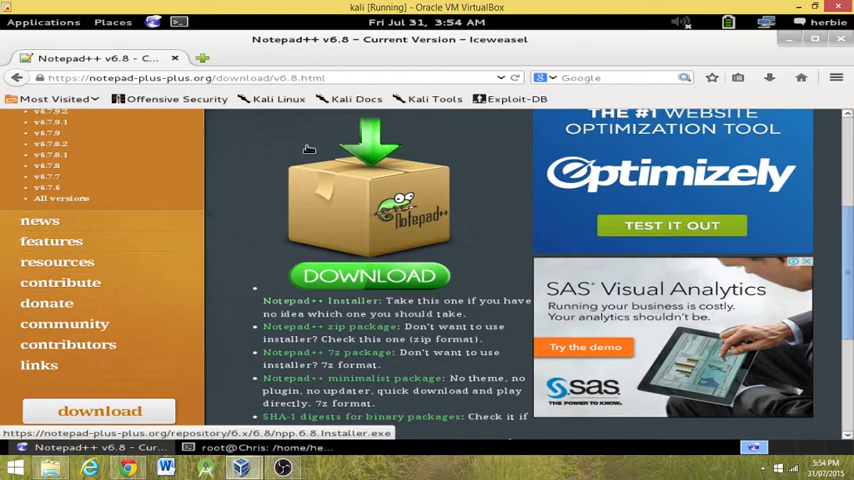 kali [Running] - Oracle VM VirtualBox
Applications Places Fri Jul 31, 3:54 AM herbie
Notepad++ v6.8 - Current Version - Iceweasel
Notepad++ v6.8 - C...
https://notepad-plus-plus.org/download/v6.8.html
Google
Most Visited Offensive Security Kali Linux Kali Docs Kali Tools Exploit-DB
v6.7.9.2
v6.7.9.1
v6.7.9
v6.7.8.2
v6.7.8.1
v6.7.8
v6.7.7
v6.7.6
All versions
news
features
resources
contribute
donate
community
contributors
links
download
Notepad++
DOWNLOAD
Notepad++ Installer: Take this one if you have
no idea which one you should take.
Notepad++ zip package: Don't want to use
installer? Check this one (zip format).
Notepad++ 7z package: Don't want to use
installer? 7z format.
Notepad++ minimalist package: No theme, no
plugin, no updater, quick download and play
directly. 7z format.
SHA-1 digests for binary packages: Check it if
THE #1 WEBSITE
OPTIMIZATION TOOL
Optimizely
TEST IT OUT
SAS® Visual Analytics
Running your business is costly.
Your analytics shouldn't be.
Try the demo
sas
THE POWER TO KNOW.
https://notepad-plus-plus.org/repository/6.x/6.8/npp.6.8.Installer.exe
Notepad++ v6.8 - Cur... root@Chris: /home/he...
5:54 PM
31/07/2015